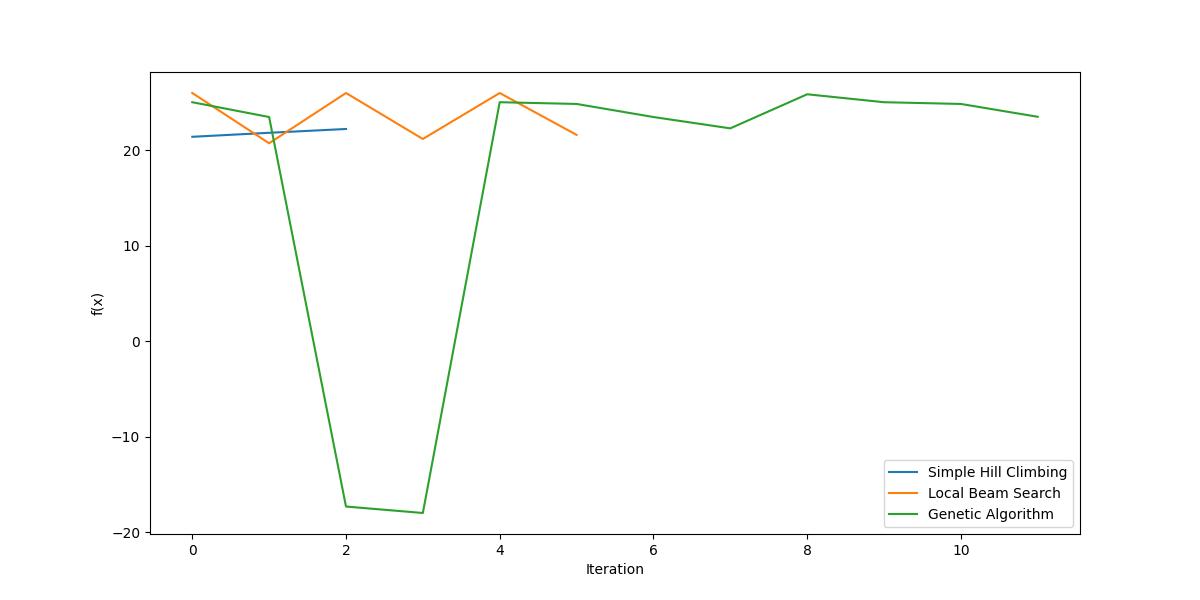 20
10
0
−10
−20
f(x)
0 2 4 6 8 10
Iteration
Simple Hill Climbing
Local Beam Search
Genetic Algorithm